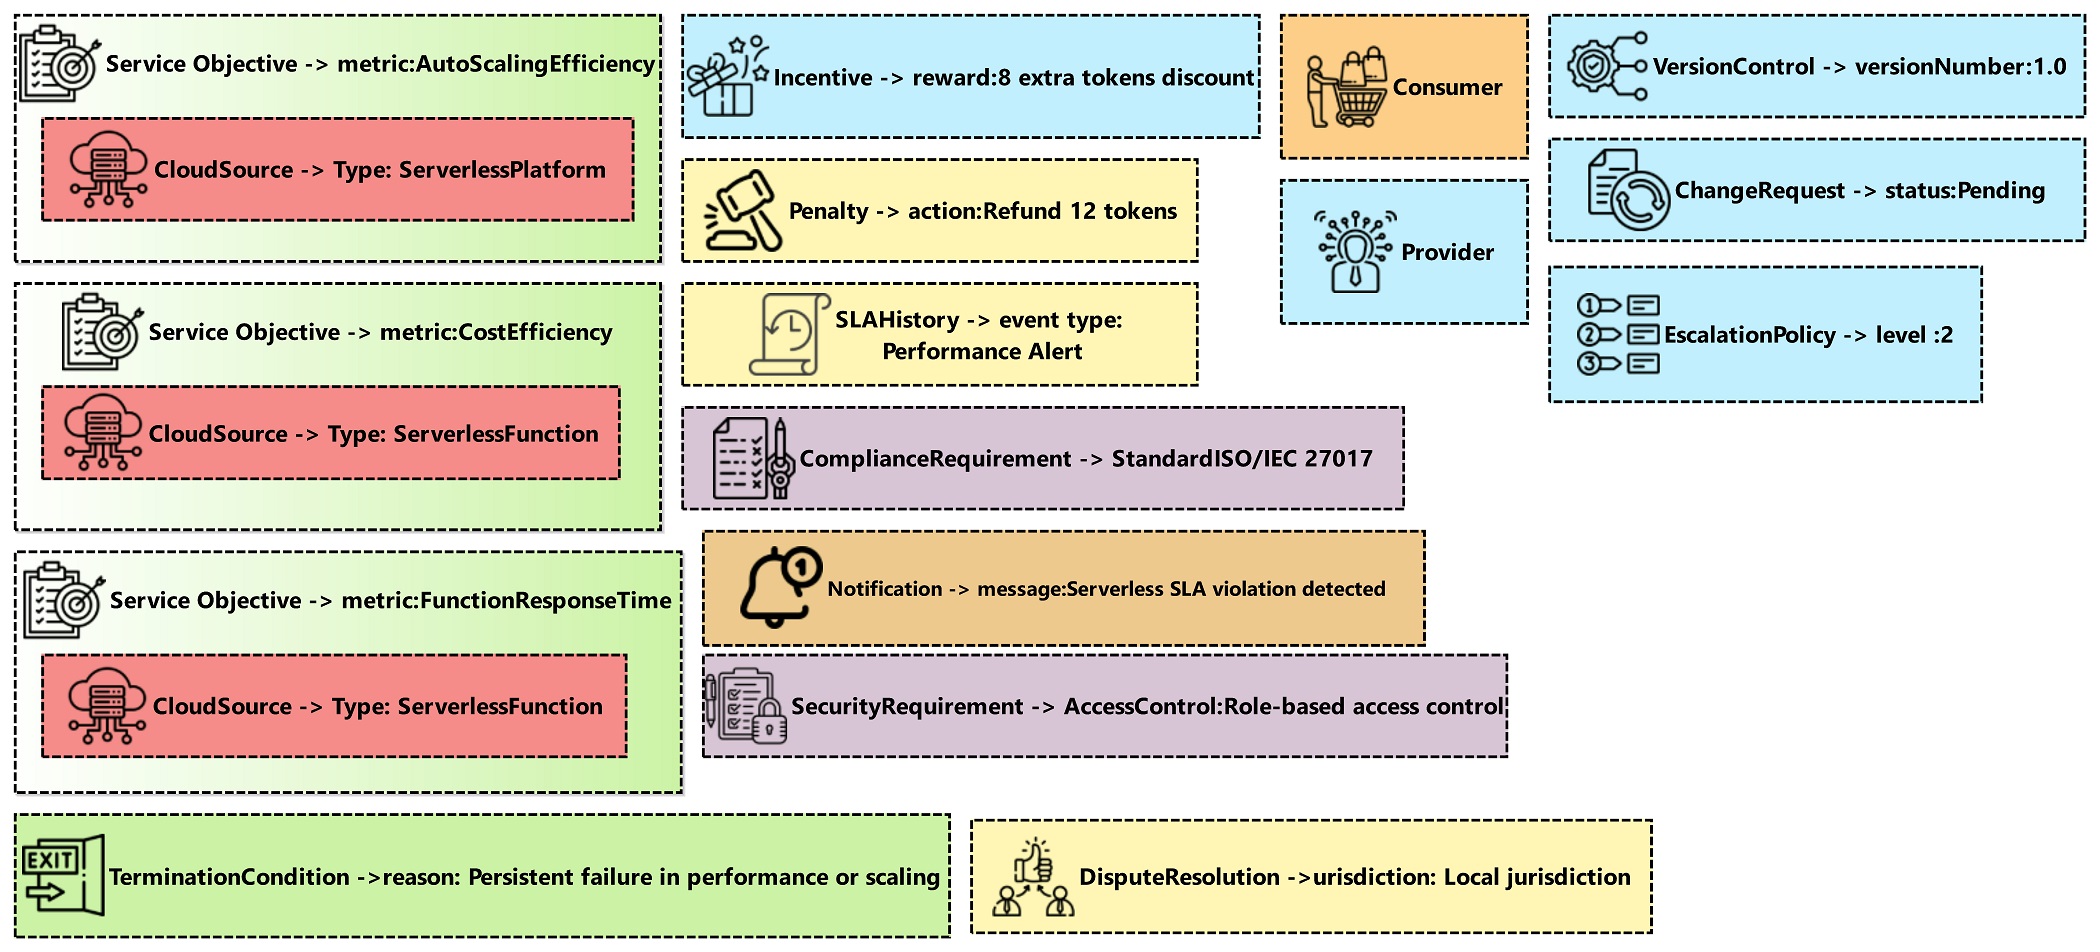 Service Objective -> metric:AutoScalingEfficiency
CloudSource -> Type: ServerlessPlatform
Service Objective -> metric:CostEfficiency
CloudSource -> Type: ServerlessFunction
Service Objective -> metric:FunctionResponseTime
CloudSource -> Type: ServerlessFunction
Incentive -> reward:8 extra tokens discount
Penalty -> action:Refund 12 tokens
SLAHistory -> event type:
Performance Alert
ComplianceRequirement -> StandardISO/IEC 27017
1
Notification -> message:Serverless SLA violation detected
SecurityRequirement -> AccessControl:Role-based access control
Consumer
Provider
VersionControl -> versionNumber:1.0
ChangeRequest -> status:Pending
1
2
3
EscalationPolicy -> level :2
EXIT
TerminationCondition ->reason: Persistent failure in performance or scaling
DisputeResolution ->urisdiction: Local jurisdiction